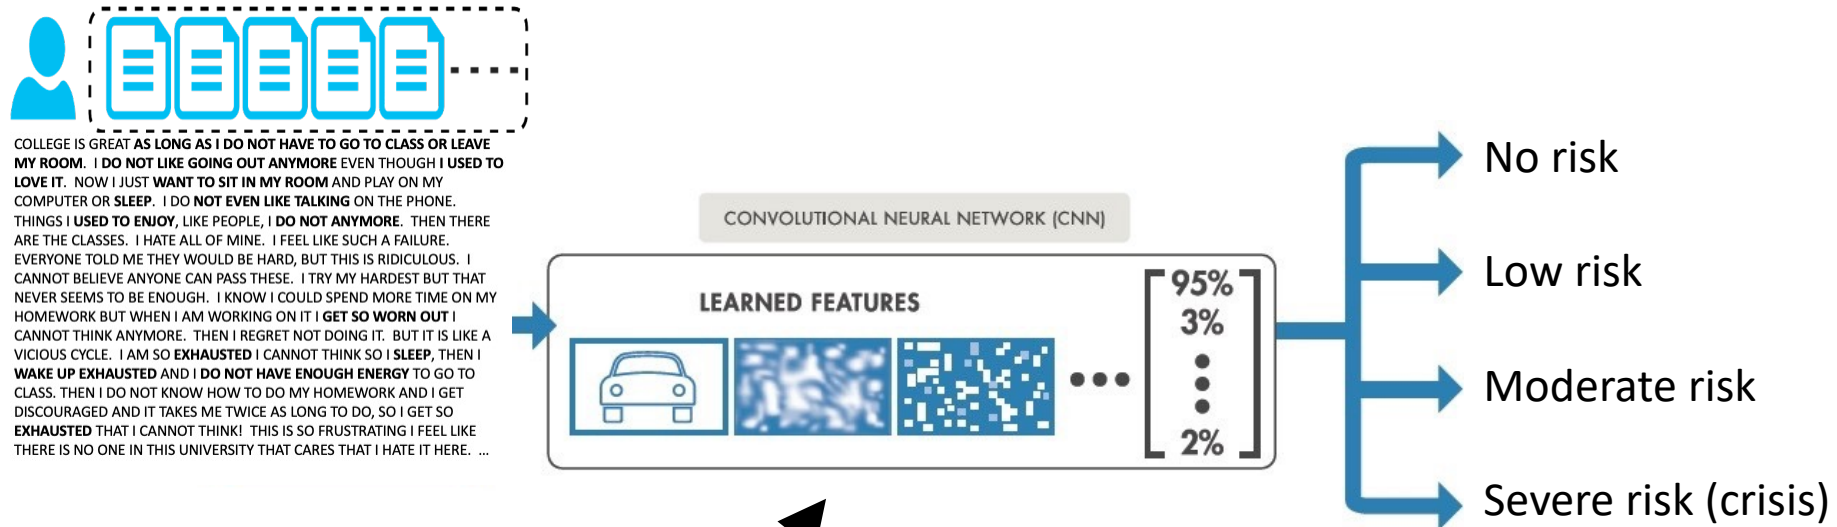 COLLEGE IS GREAT AS LONG AS I DO NOT HAVE TO GO TO CLASS OR LEAVE
MY ROOM. I DO NOT LIKE GOING OUT ANYMORE EVEN THOUGH I USED TO
LOVE IT. NOW I JUST WANT TO SIT IN MY ROOM AND PLAY ON MY
COMPUTER OR SLEEP. I DO NOT EVEN LIKE TALKING ON THE PHONE.
THINGS I USED TO ENJOY, LIKE PEOPLE, I DO NOT ANYMORE. THEN THERE
ARE THE CLASSES. I HATE ALL OF MINE. I FEEL LIKE SUCH A FAILURE.
EVERYONE TOLD ME THEY WOULD BE HARD, BUT THIS IS RIDICULOUS. I
CANNOT BELIEVE ANYONE CAN PASS THESE. I TRY MY HARDEST BUT THAT
NEVER SEEMS TO BE ENOUGH. I KNOW I COULD SPEND MORE TIME ON MY
HOMEWORK BUT WHEN I AM WORKING ON IT I GET SO WORN OUT I
CANNOT THINK ANYMORE. THEN I REGRET NOT DOING IT. BUT IT IS LIKE A
VICIOUS CYCLE. I AM SO EXHAUSTED I CANNOT THINK SO I SLEEP, THEN I
WAKE UP EXHAUSTED AND I DO NOT HAVE ENOUGH ENERGY TO GO TO
CLASS. THEN I DO NOT KNOW HOW TO DO MY HOMEWORK AND I GET
DISCOURAGED AND IT TAKES ME TWICE AS LONG TO DO, SO I GET SO
EXHAUSTED THAT I CANNOT THINK! THIS IS SO FRUSTRATING I FEEL LIKE
THERE IS NO ONE IN THIS UNIVERSITY THAT CARES THAT I HATE IT HERE. ...
CONVOLUTIONAL NEURAL NETWORK (CNN)
LEARNED FEATURES
95%
3%
2%
No risk
Low risk
Moderate risk
Severe risk (crisis)